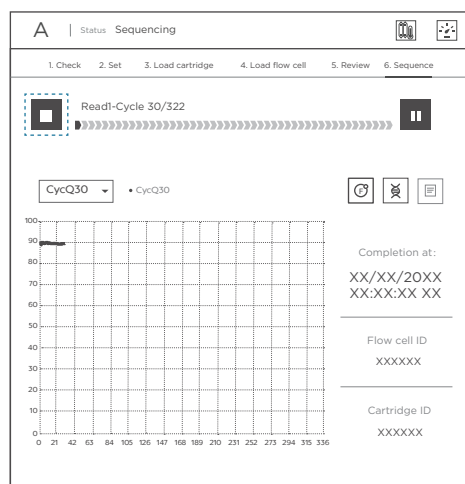 A | Status Sequencing
1. Check 2. Set 3. Load cartridge 4. Load flow cell 5. Review 6. Sequence
Read1-Cycle 30/322
CycQ30 • CycQ30
F°
100
90
80
70
60
50
40
30
20
10
0
0 21 42 63 84 105 126 147 168 189 210 231 252 273 294 315 336
Completion at:
XX/XX/20XX
XX:XX:XX XX
Flow cell ID
XXXXXX
Cartridge ID
XXXXXX